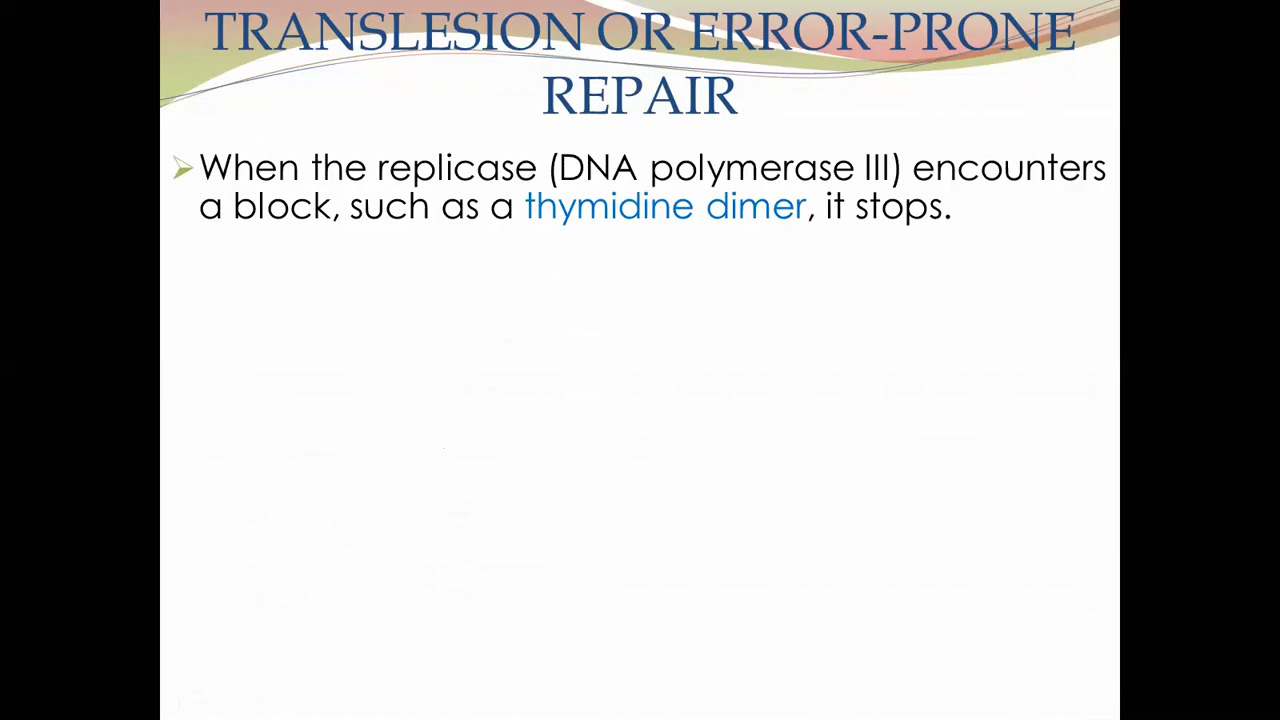 TRANSLESION OR ERROR-PRONE
REPAIR
When the replicase (DNA polymerase III) encounters
a block, such as a thymidine dimer, it stops.